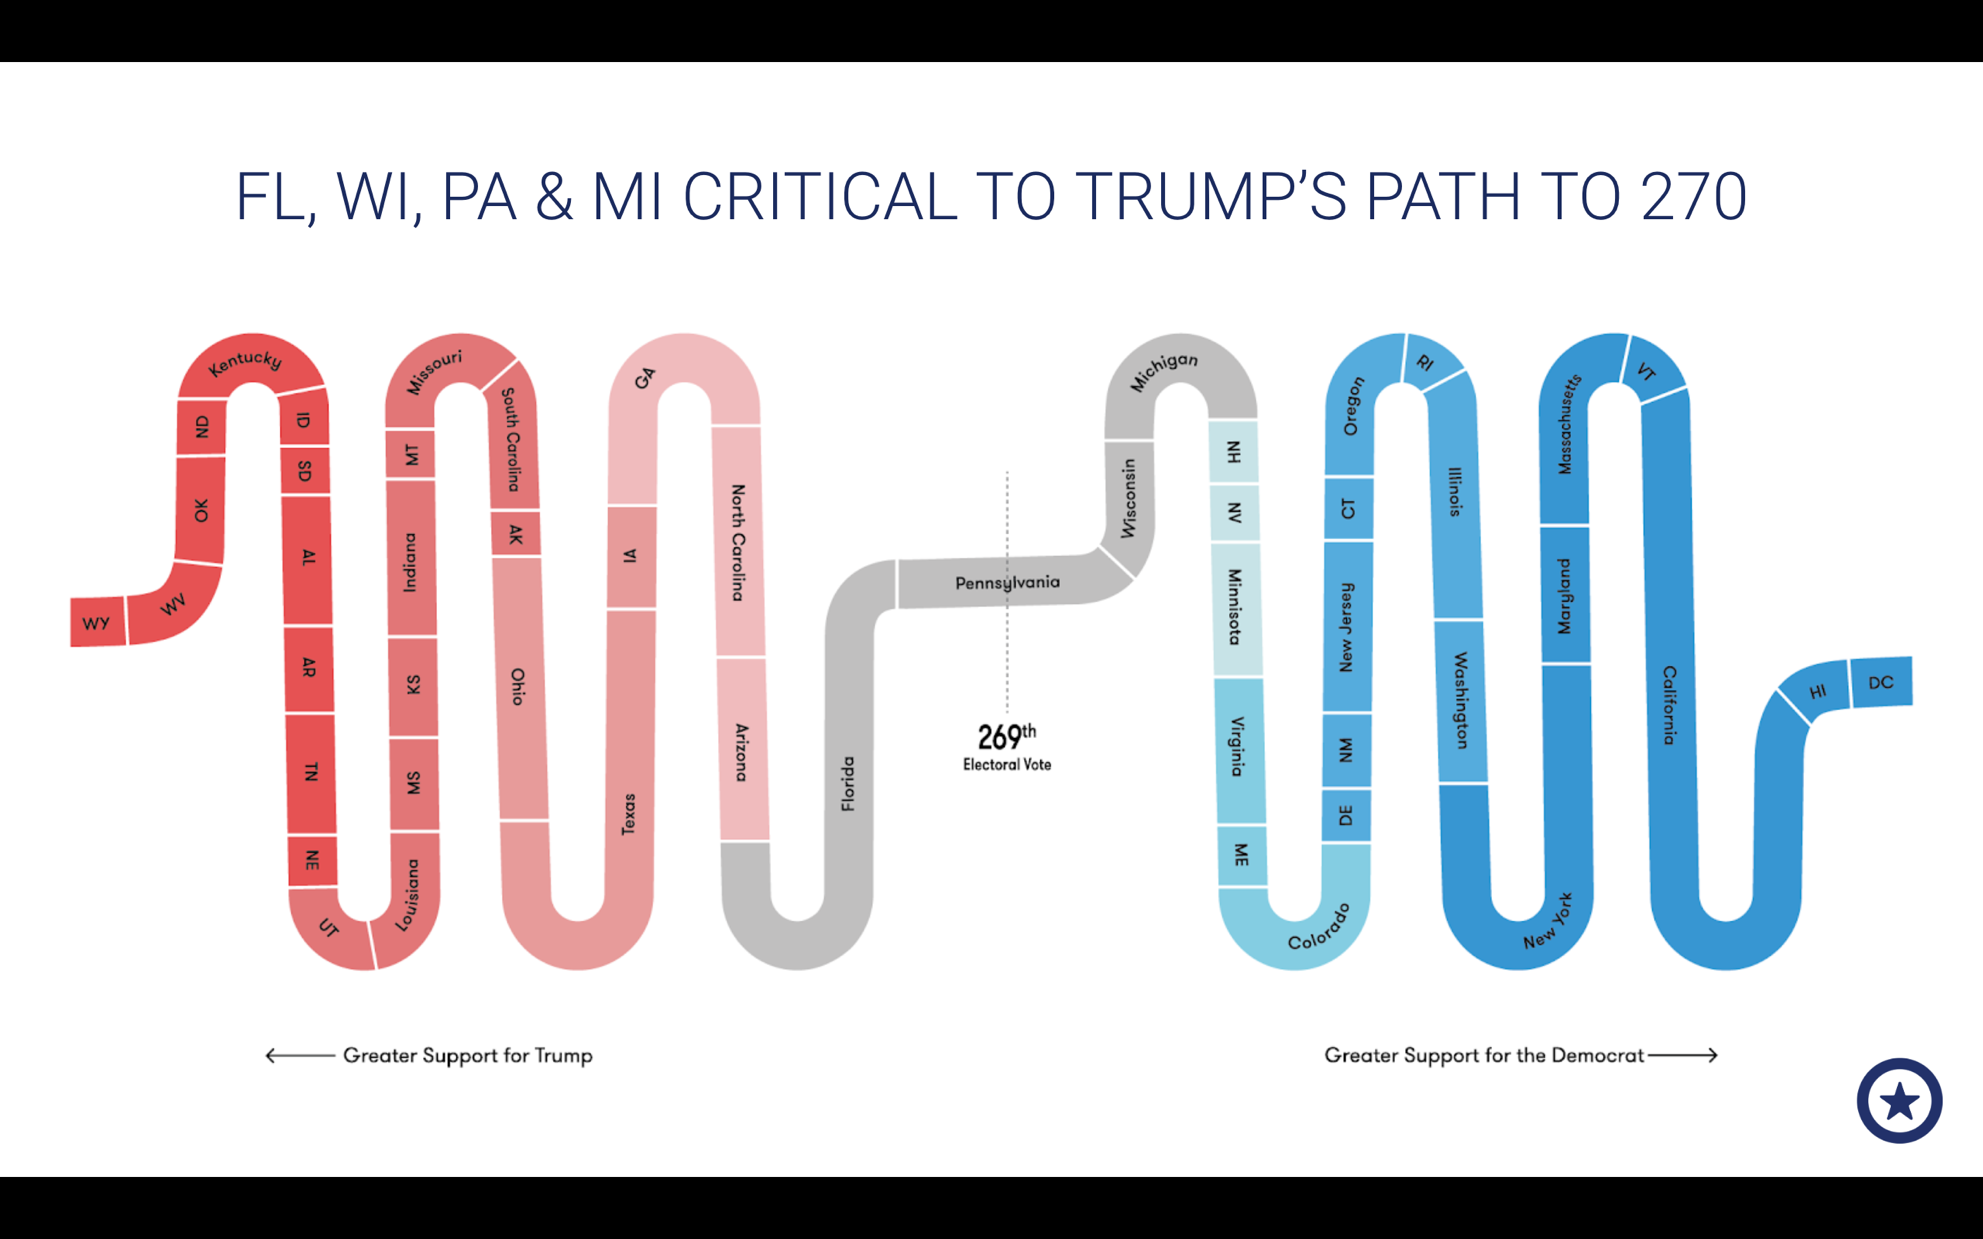 FL, WI, PA & MI CRITICAL TO TRUMP'S PATH TO 270
WY
WV
OK
ND
Kentucky
ID
SD
AL
AR
TN
NE
UT
Louisiana
MS
KS
Indiana
MT
Missouri
South Carolina
AK
Ohio
Texas
IA
GA
North Carolina
Arizona
Florida
Pennsylvania
269th
Electoral Vote
Wisconsin
Michigan
NH
NV
Minnisota
Virginia
ME
Colorado
DE
NM
New Jersey
CT
Oregon
RI
Illinois
Washington
New York
Maryland
Massachusetts
VT
California
HI
DC
Greater Support for Trump
Greater Support for the Democrat